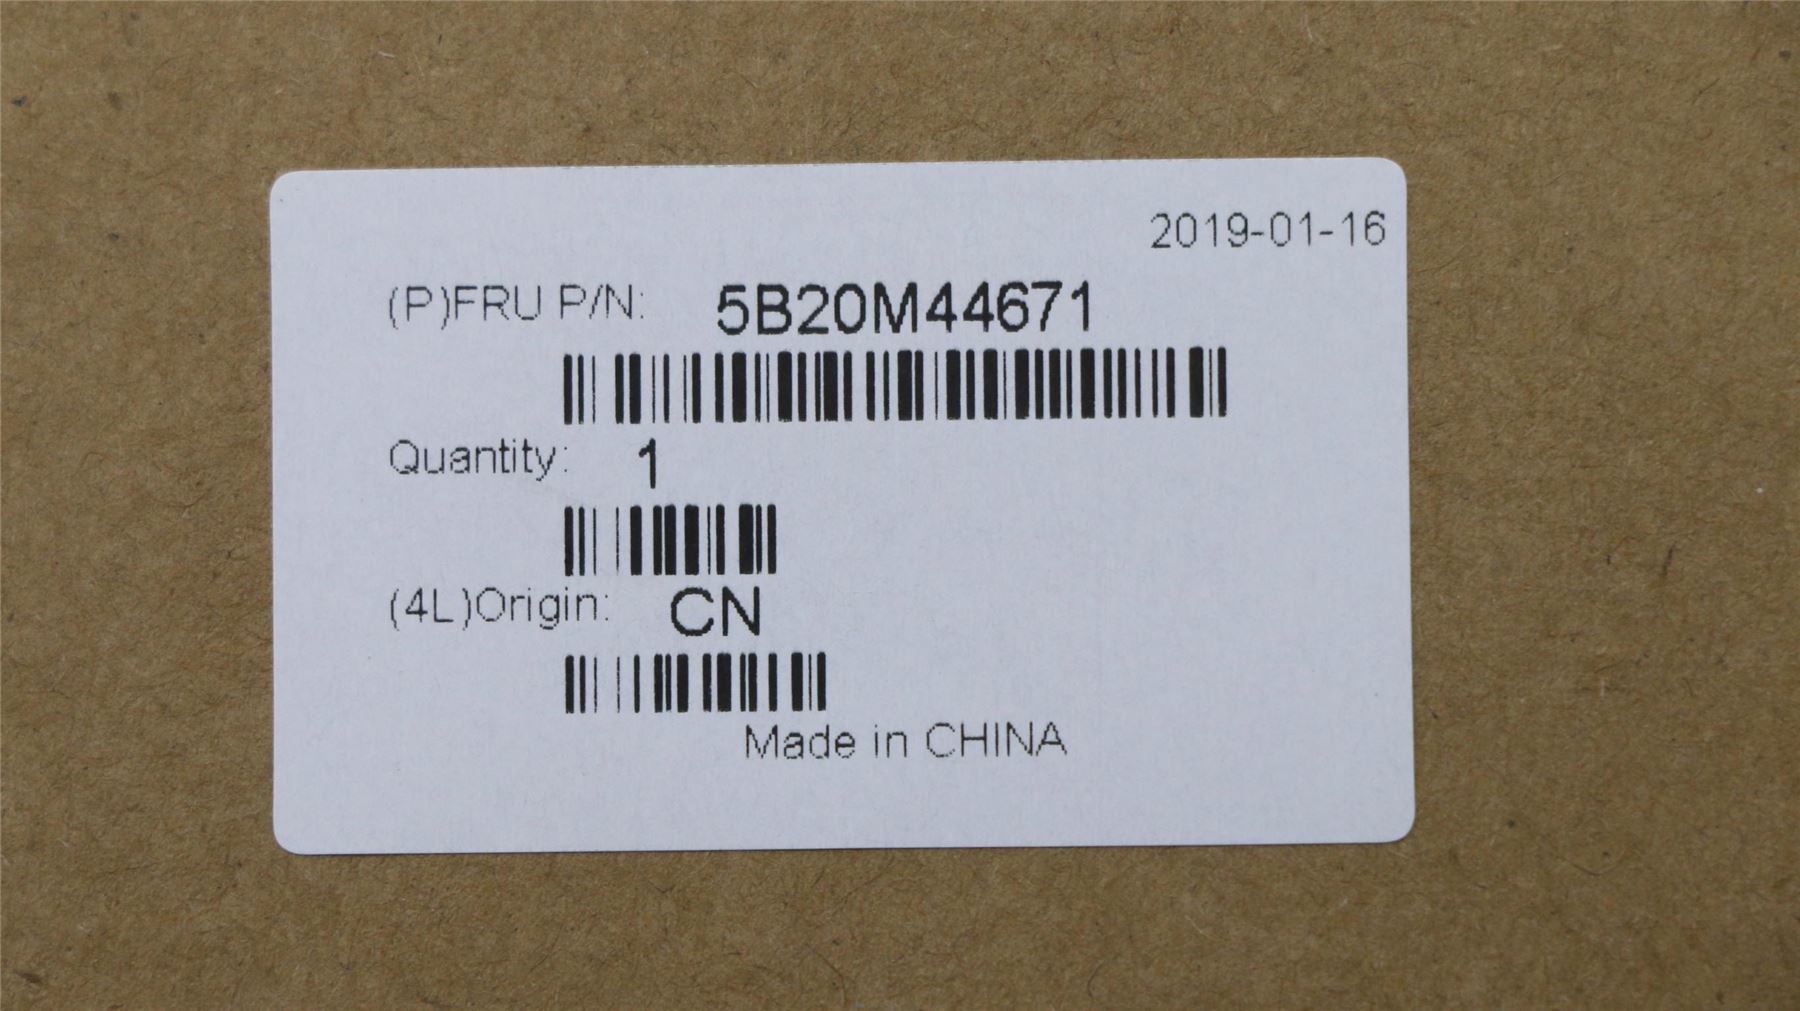 2019-01-16
(P)FRU P/N: 5B20M44671
Quantity: 1
(4L)Origin: CN
Made in CHINA